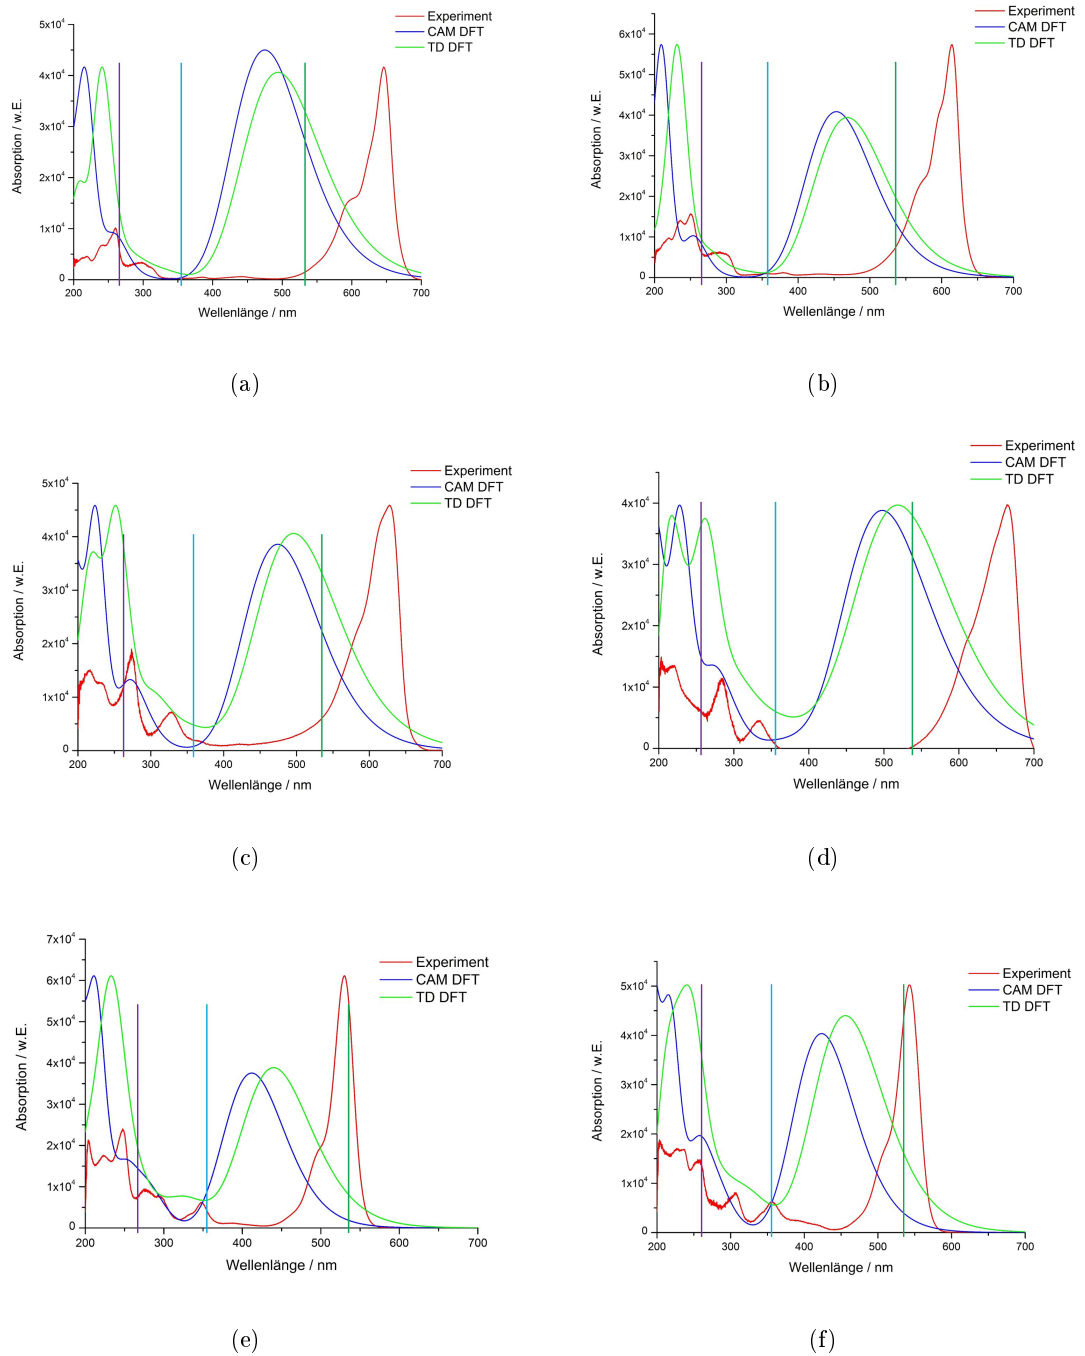 Experiment
CAM DFT
TD DFT
5x10⁴
4x10⁴
3x10⁴
2x10⁴
1x10⁴
0
Absorption / w.E.
200 300 400 500 600 700
Wellenlänge / nm
(a)
Experiment
CAM DFT
TD DFT
6x10⁴
5x10⁴
4x10⁴
3x10⁴
2x10⁴
1x10⁴
0
Absorption / w.E.
200 300 400 500 600 700
Wellenlänge / nm
(b)
Experiment
CAM DFT
TD DFT
5x10⁴
4x10⁴
3x10⁴
2x10⁴
1x10⁴
0
Absorption / w.E.
200 300 400 500 600 700
Wellenlänge / nm
(c)
Experiment
CAM DFT
TD DFT
4x10⁴
3x10⁴
2x10⁴
1x10⁴
0
Absorption / w.E.
200 300 400 500 600 700
Wellenlänge / nm
(d)
Experiment
CAM DFT
TD DFT
7x10⁴
6x10⁴
5x10⁴
4x10⁴
3x10⁴
2x10⁴
1x10⁴
0
Absorption / w.E.
200 300 400 500 600 700
Wellenlänge / nm
(e)
Experiment
CAM DFT
TD DFT
5x10⁴
4x10⁴
3x10⁴
2x10⁴
1x10⁴
0
Absorption / w.E.
200 300 400 500 600 700
Wellenlänge / nm
(f)